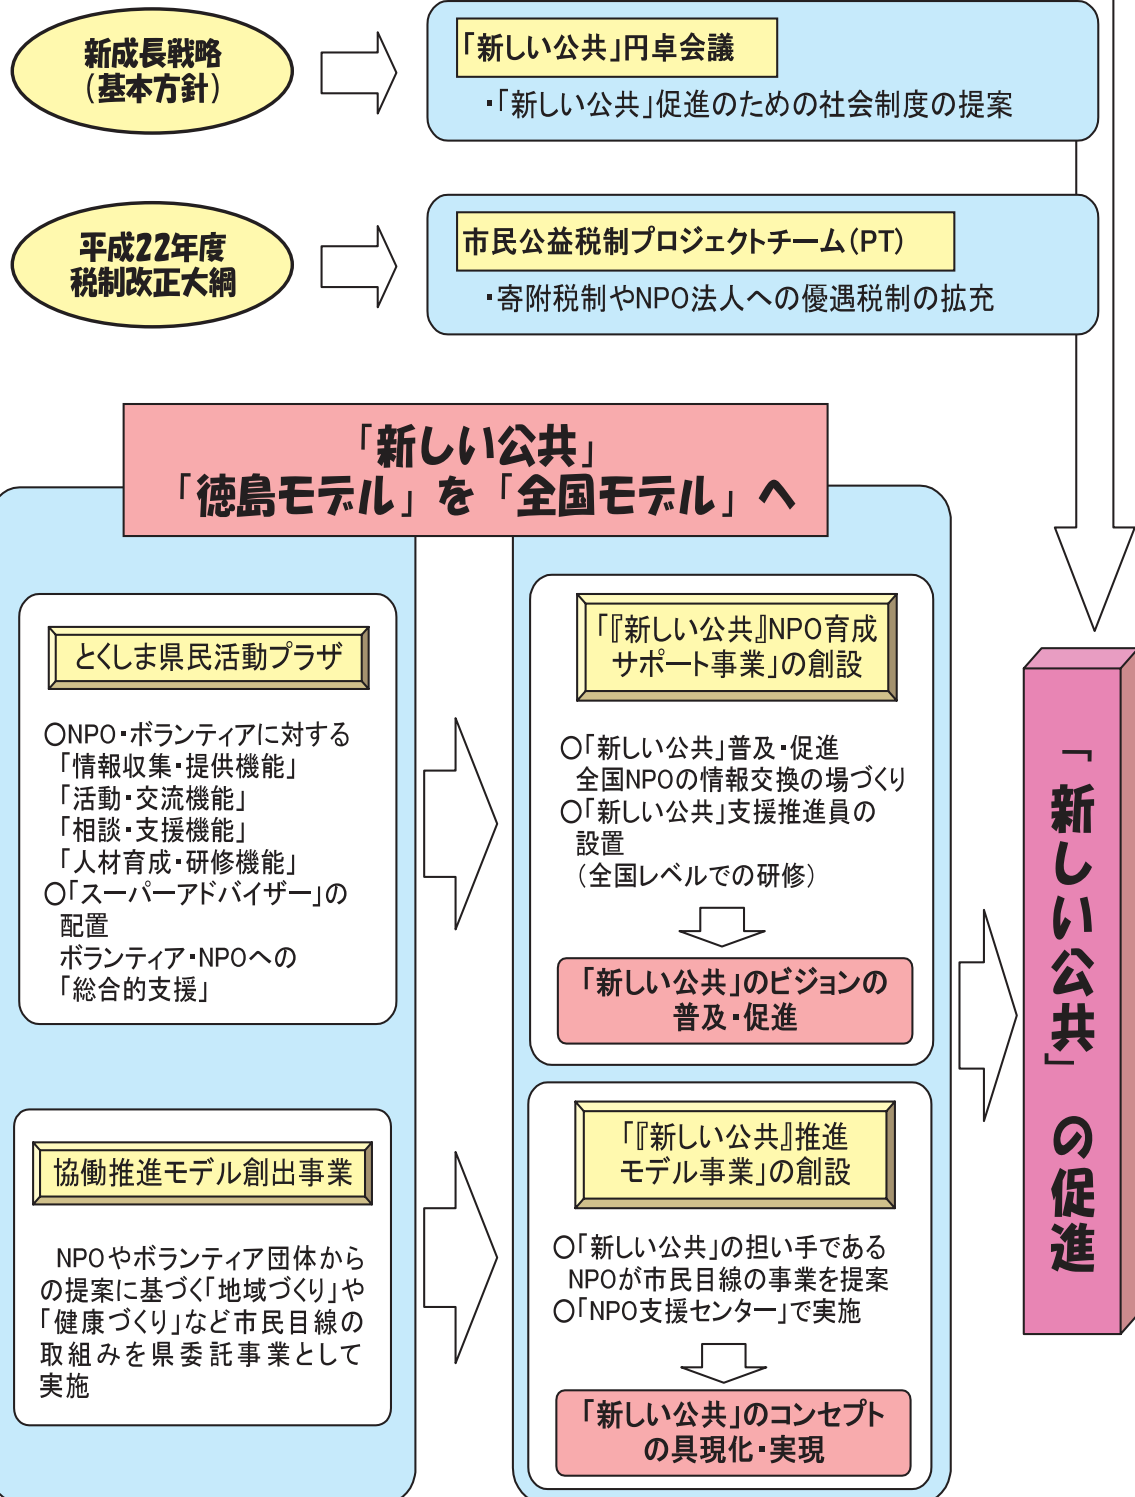 新成長戦略
(基本方針)
「新しい公共」円卓会議
・「新しい公共」促進のための社会制度の提案
平成22年度
税制改正大綱
市民公益税制プロジェクトチーム(PT)
・寄附税制やNPO法人への優遇税制の拡充
「新しい公共」
「徳島モデル」を「全国モデル」へ
とくしま県民活動プラザ
○NPO・ボランティアに対する
「情報収集・提供機能」
「活動・交流機能」
「相談・支援機能」
「人材育成・研修機能」
○「スーパーアドバイザー」の
配置
ボランティア・NPOへの
「総合的支援」
「『新しい公共』NPO育成
サポート事業」の創設
○「新しい公共」普及・促進
全国NPOの情報交換の場づくり
○「新しい公共」支援推進員の
設置
(全国レベルでの研修)
「新しい公共」のビジョンの
普及・促進
協働推進モデル創出事業
NPOやボランティア団体から
の提案に基づく「地域づくり」や
「健康づくり」など市民目線の
取組みを県委託事業として
実施
「『新しい公共』推進
モデル事業」の創設
○「新しい公共」の担い手である
NPOが市民目線の事業を提案
○「NPO支援センター」で実施
「新しい公共」のコンセプト
の具現化・実現
「新しい公共」の促進